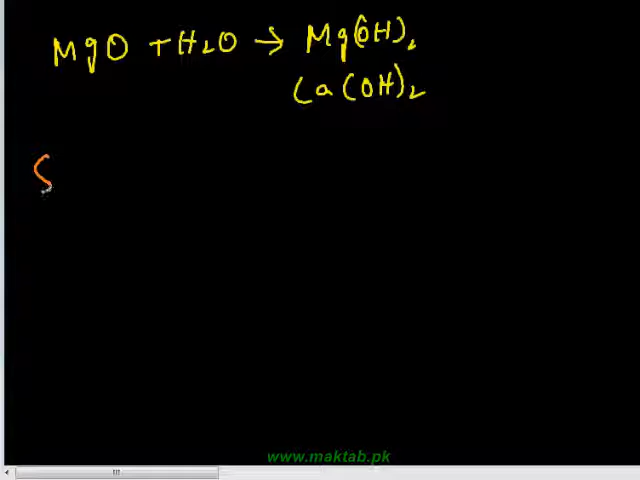 MgO + H₂O → Mg(OH)₂
Ca(OH)₂
S
www.maktab.pk